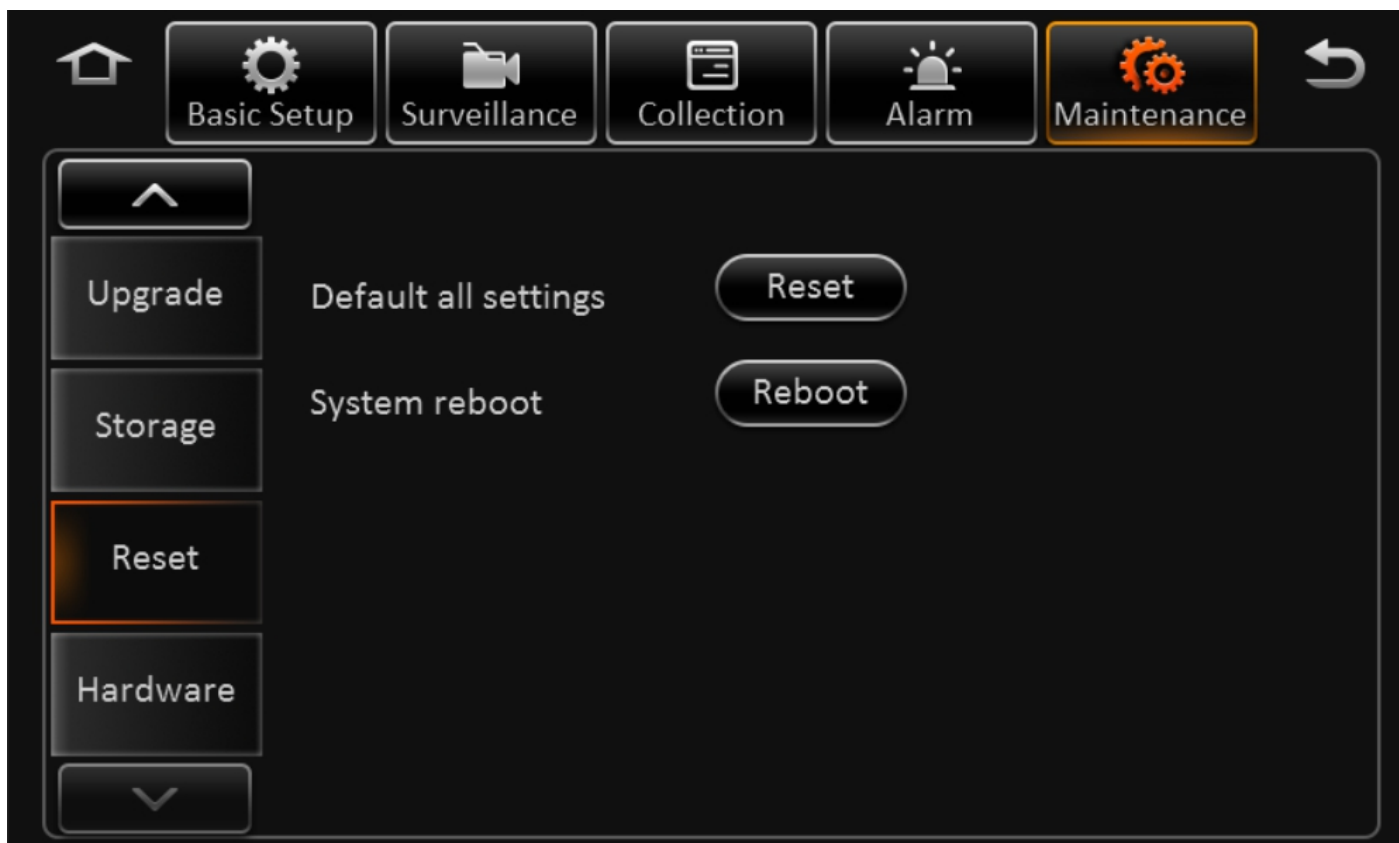 Basic Setup
Surveillance
Collection
Alarm
Maintenance
Upgrade
Storage
Reset
Hardware
Default all settings
Reset
System reboot
Reboot